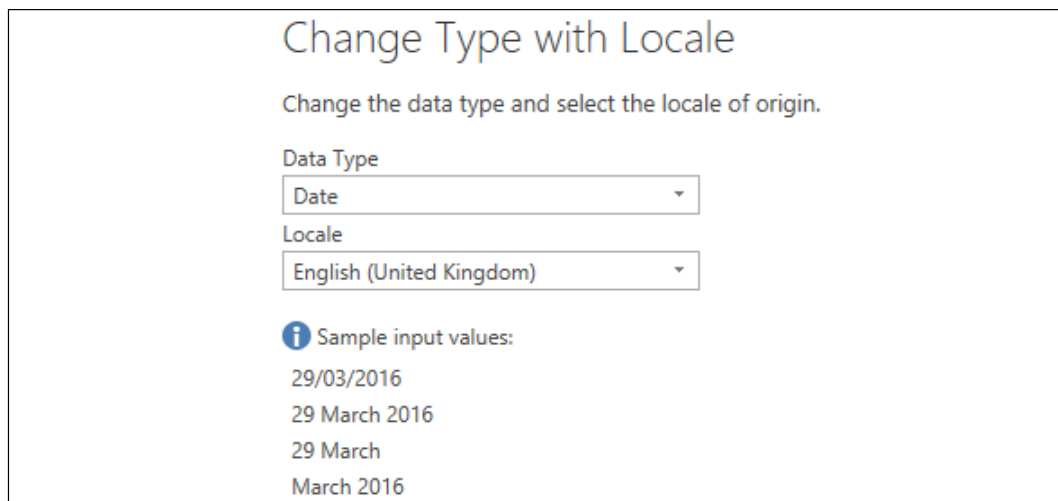 Change Type with Locale
Change the data type and select the locale of origin.
Data Type
Date
Locale
English (United Kingdom)
Sample input values:
29/03/2016
29 March 2016
29 March
March 2016